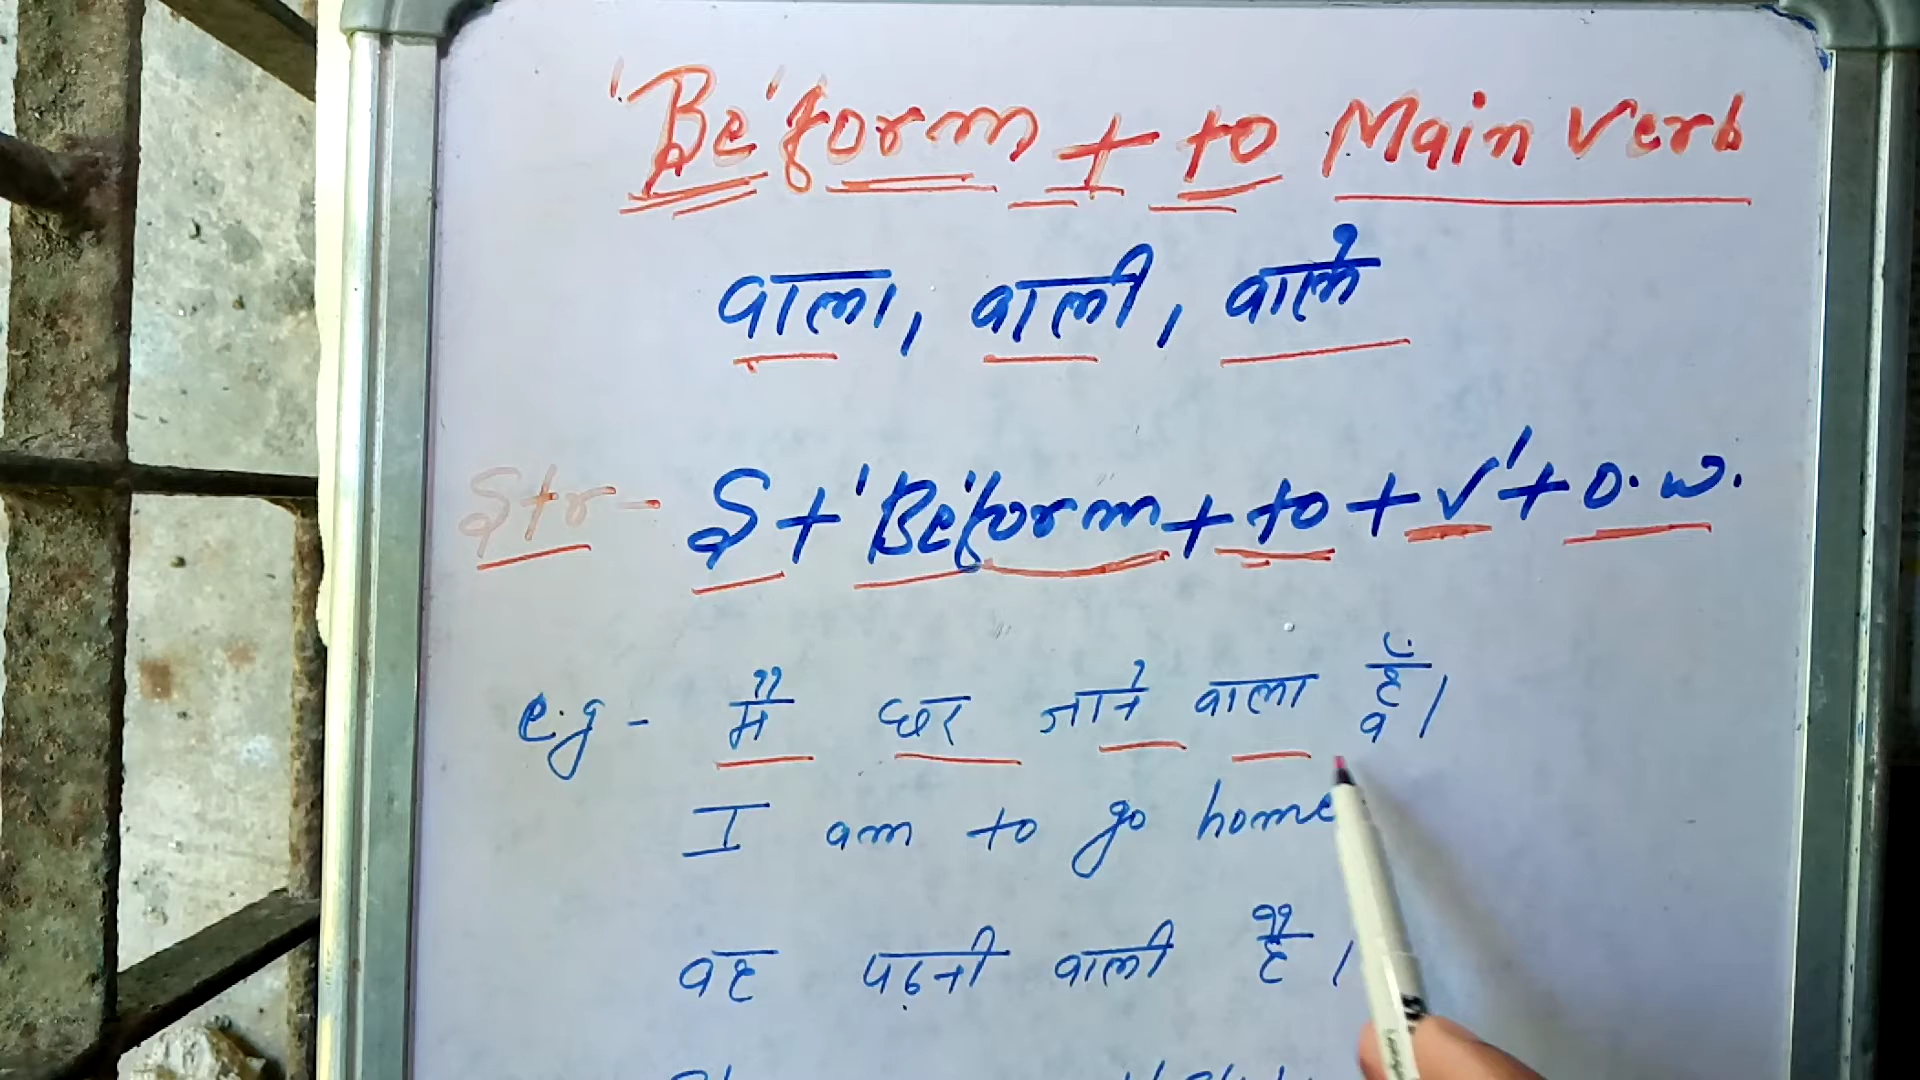 'Be' form + to Main Verb
वाला, वाली, वाले
Str - S + 'Be' form + to + V¹ + O.W.
e.g - मैं घर जाने वाला हूँ।
I am to go home
वह पढ़नी वाली है।